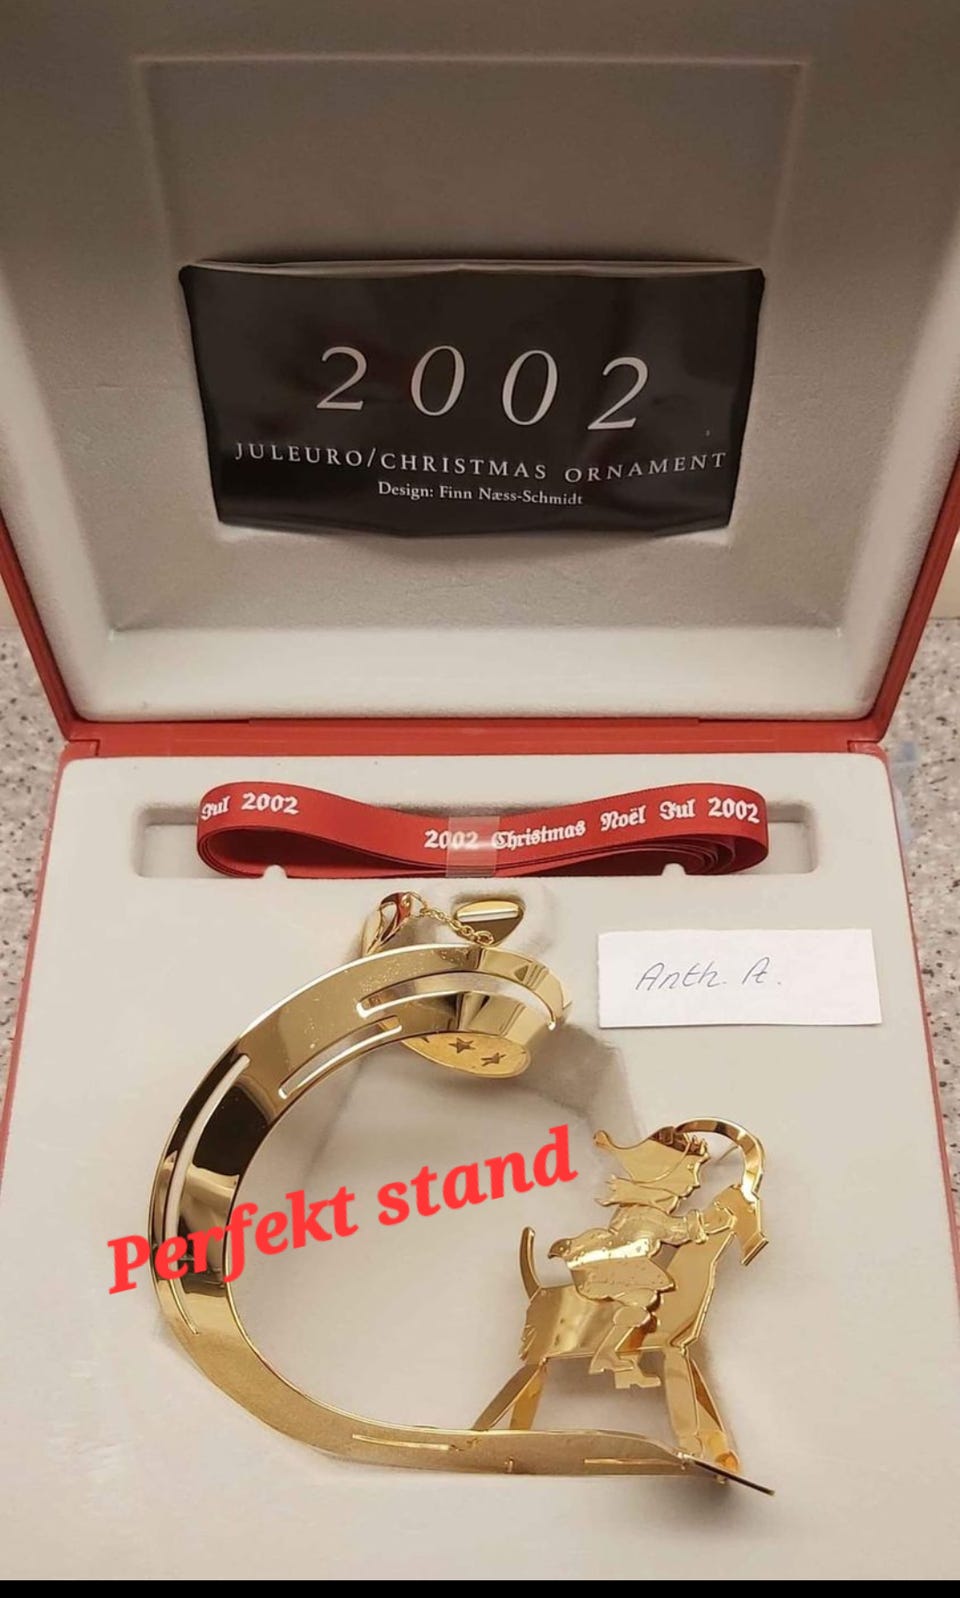 2002
JULEURO/CHRISTMAS ORNAMENT
Design: Finn Næss-Schmidt
Jul 2002
2002 Christmas Noël Jul 2002
Anth. A.
Perfekt stand